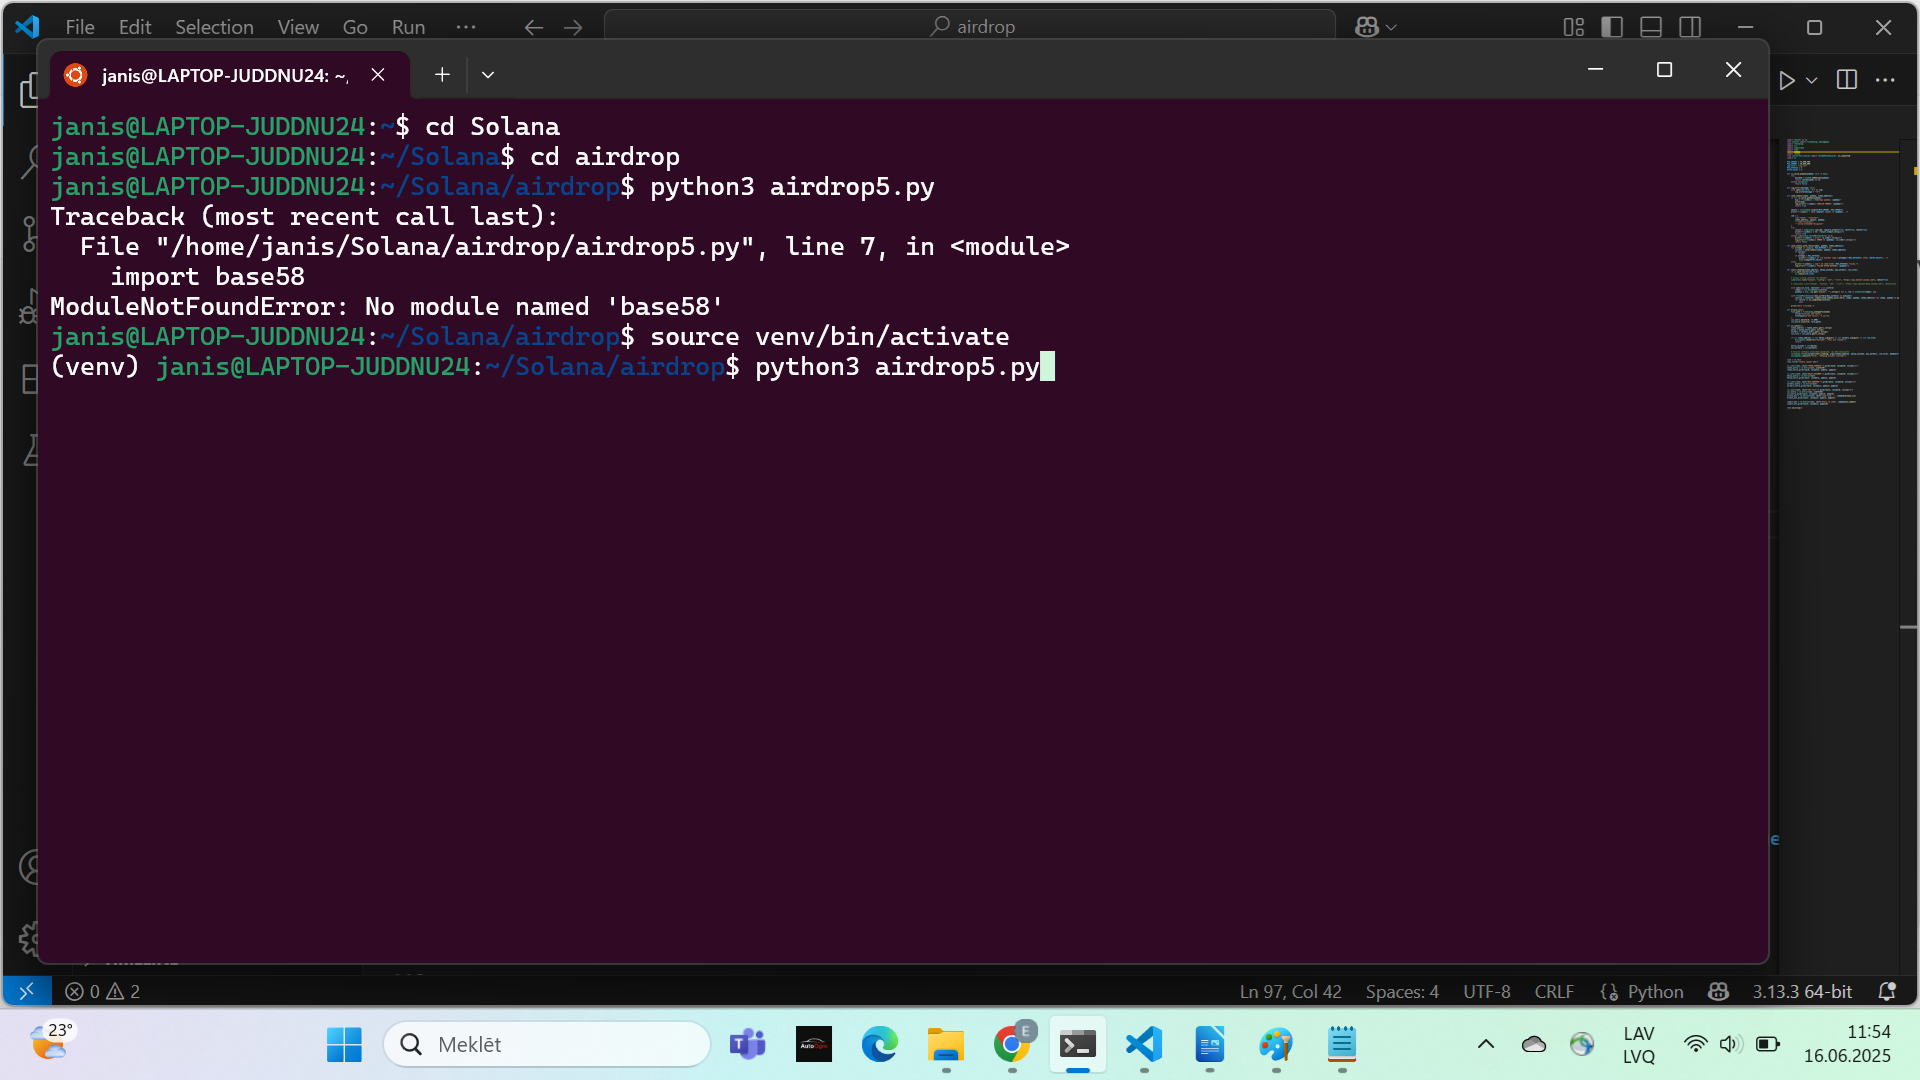 File Edit Selection View Go Run ··· airdrop
janis@LAPTOP-JUDDNU24: ~,
janis@LAPTOP-JUDDNU24:~$ cd Solana
janis@LAPTOP-JUDDNU24:~/Solana$ cd airdrop
janis@LAPTOP-JUDDNU24:~/Solana/airdrop$ python3 airdrop5.py
Traceback (most recent call last):
  File "/home/janis/Solana/airdrop/airdrop5.py", line 7, in <module>
    import base58
ModuleNotFoundError: No module named 'base58'
janis@LAPTOP-JUDDNU24:~/Solana/airdrop$ source venv/bin/activate
(venv) janis@LAPTOP-JUDDNU24:~/Solana/airdrop$ python3 airdrop5.py
0 2 Ln 97, Col 42 Spaces: 4 UTF-8 CRLF Python 3.13.3 64-bit
23° Meklēt E LAV 11:54
LVQ 16.06.2025